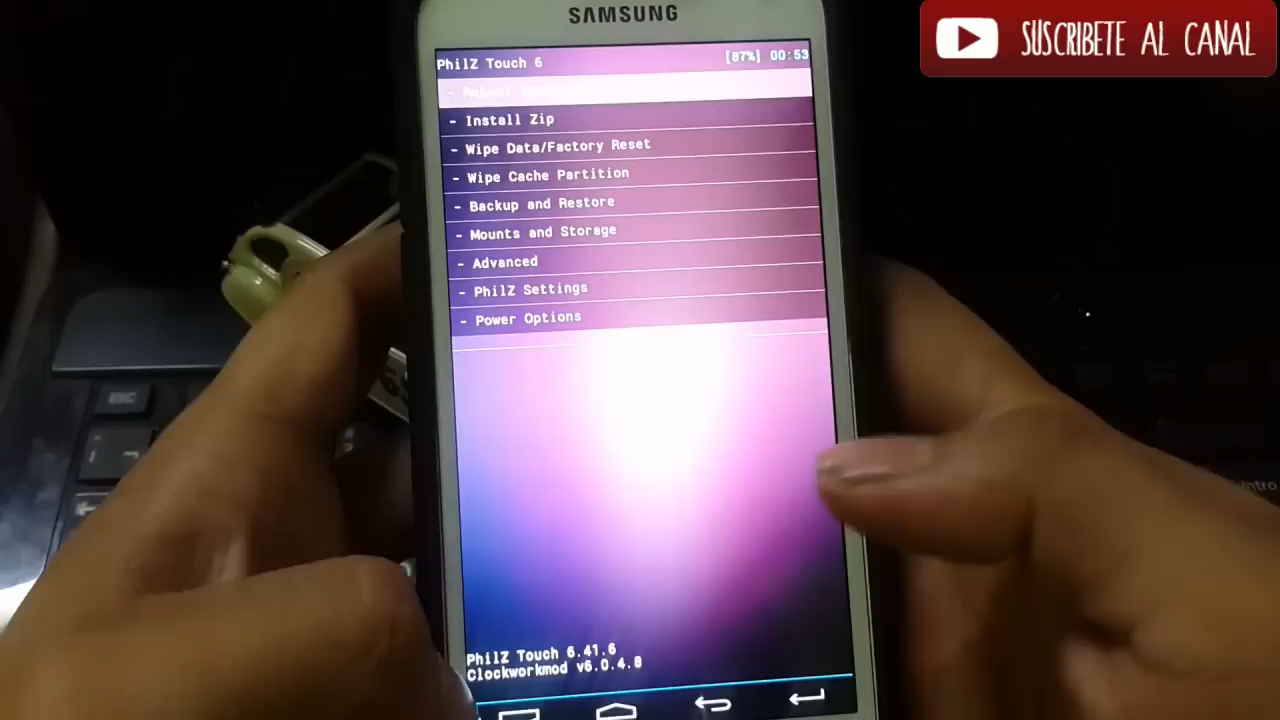 SAMSUNG
SUSCRIBETE AL CANAL
PhilZ Touch 6 [87%] 00:53
- Install Zip
- Wipe Data/Factory Reset
- Wipe Cache Partition
- Backup and Restore
- Mounts and Storage
- Advanced
- PhilZ Settings
- Power Options
ESC
Intro
PhilZ Touch 6.41.6
Clockworkmod v6.0.4.8